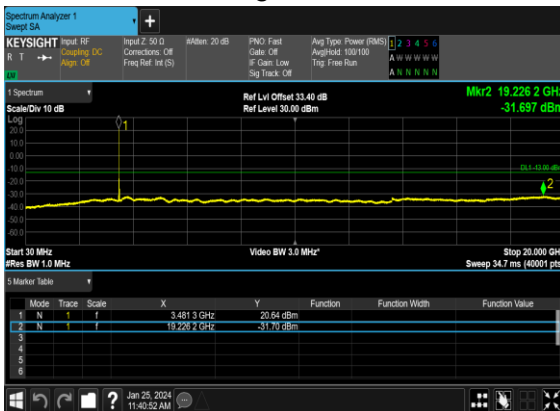 Spectrum Analyzer 1
Swept SA
+
KEYSIGHT Input: RF Input Z: 50 Ω #Atten: 20 dB PNO: Fast Avg Type: Power (RMS) 1 2 3 4 5 6
R T Coupling: DC Corrections: Off Gate: Off Avg|Hold: 100/100 A W W W W W
Align: Off Freq Ref: Int (S) IF Gain: Low Trig: Free Run
Sig Track: Off A N N N N N
1 Spectrum Ref Lvl Offset 33.40 dB Mkr2 19.226 2 GHz
Scale/Div 10 dB Ref Level 30.00 dBm -31.697 dBm
Log
1
20.0
10.0
0.00
-10.0
DL1 -13.00 dBm
-20.0
2
-30.0
-40.0
-50.0
-60.0
Start 30 MHz Video BW 3.0 MHz* Stop 20.000 GH
#Res BW 1.0 MHz Sweep 34.7 ms (40001 pts
5 Marker Table
Mode Trace Scale X Y Function Function Width Function Value
1 N 1 f 3.481 3 GHz 20.64 dBm
2 N 1 f 19.226 2 GHz -31.70 dBm
3
4
5
6
? Jan 25, 2024
11:40:52 AM